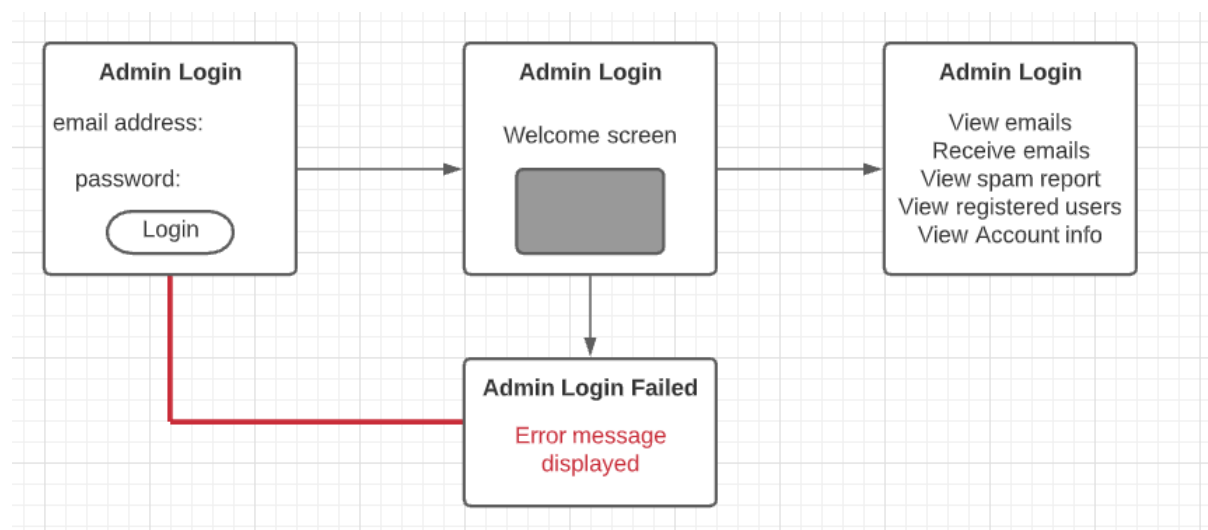 Admin Login
email address:
password:
Login
Admin Login
Welcome screen
Admin Login
View emails
Receive emails
View spam report
View registered users
View Account info
Admin Login Failed
Error message
displayed